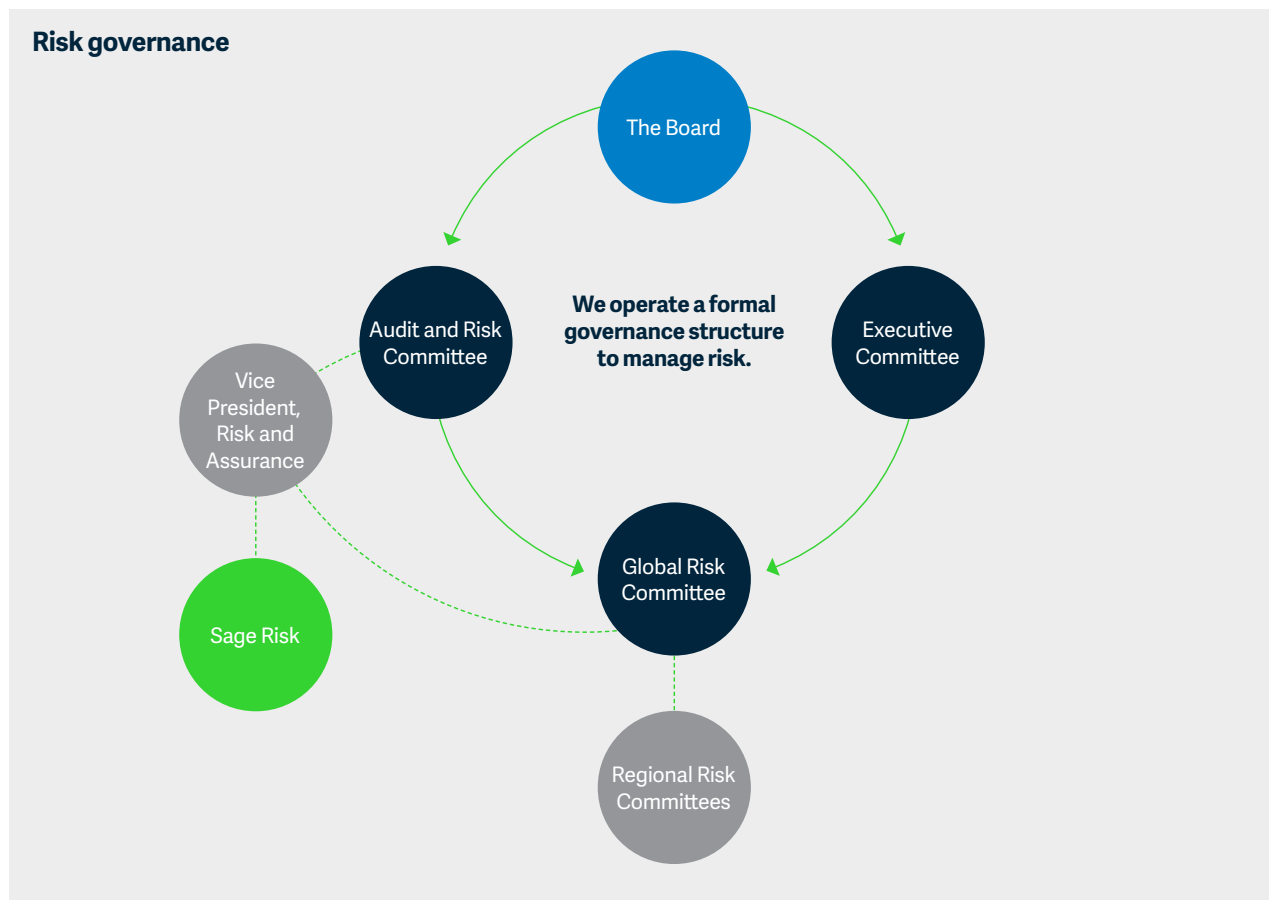 Risk governance
The Board
We operate a formal
governance structure
to manage risk.
Audit and Risk
Committee
Executive
Committee
Vice
President,
Risk and
Assurance
Global Risk
Committee
Sage Risk
Regional Risk
Committees